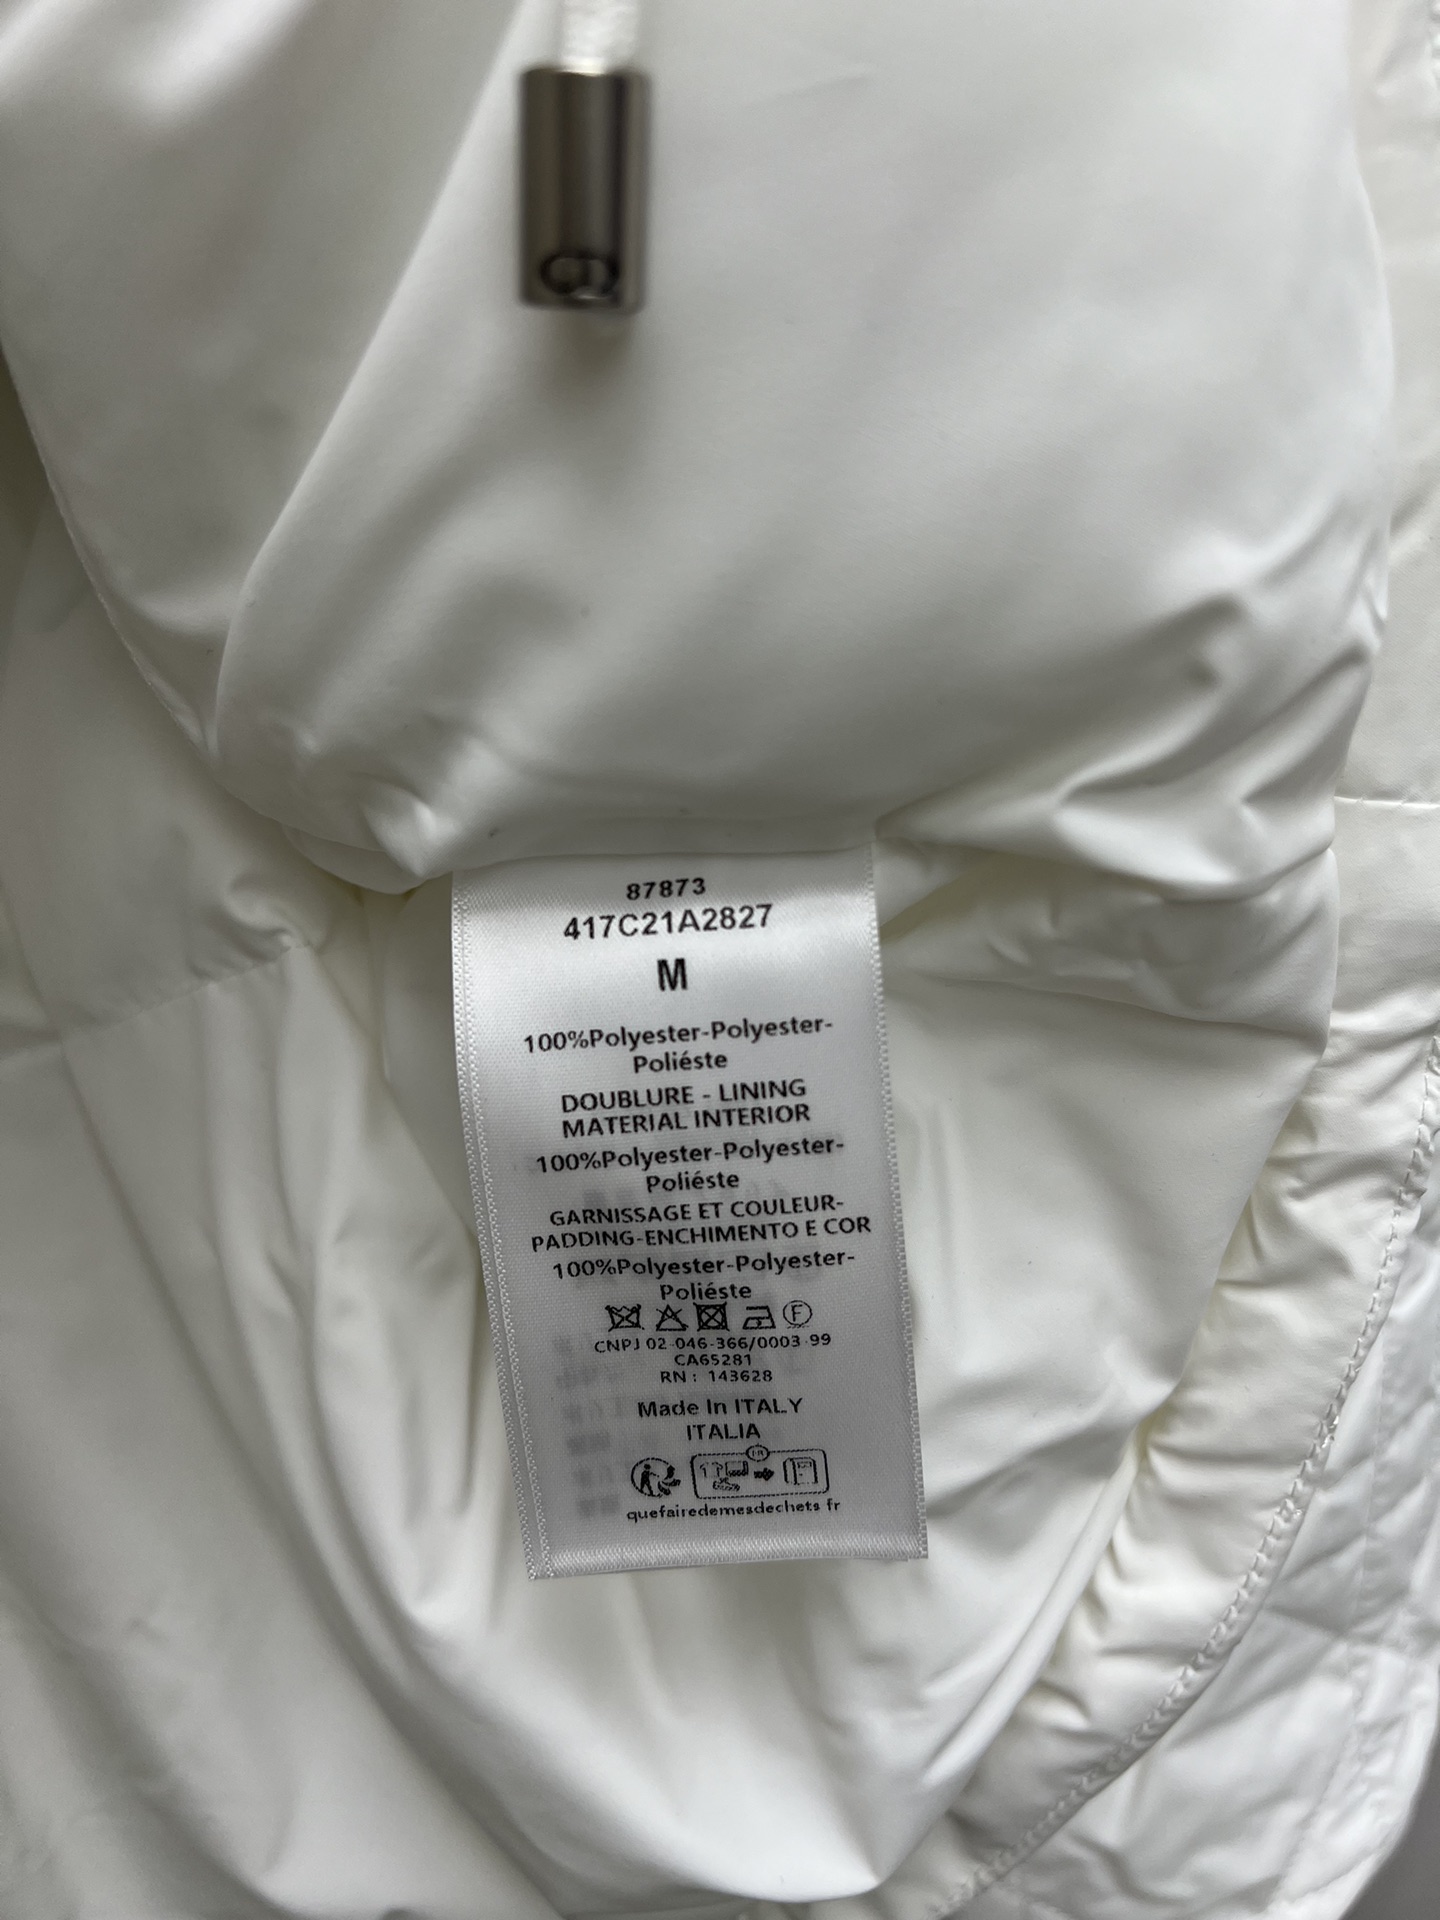 87873
417C21A2827
M
100%Polyester-Polyester-
Poliéste
DOUBLURE - LINING
MATERIAL INTERIOR
100%Polyester-Polyester-
Poliéste
GARNISSAGE ET COULEUR-
PADDING-ENCHIMENTO E COR
100%Polyester-Polyester-
Poliéste
F
CNPJ 02-046-366/0003-99
CA65281
RN : 143628
Made In ITALY
ITALIA
FR
quefairedemesdechets fr